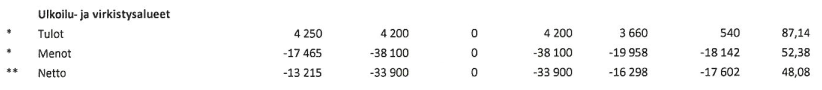 Ulkoilu- ja virkistysalueet
* Tulot 4 250 4 200 0 4 200 3 660 540 87,14
* Menot -17 465 -38 100 0 -38 100 -19 958 -18 142 52,38
** Netto -13 215 -33 900 0 -33 900 -16 298 -17 602 48,08